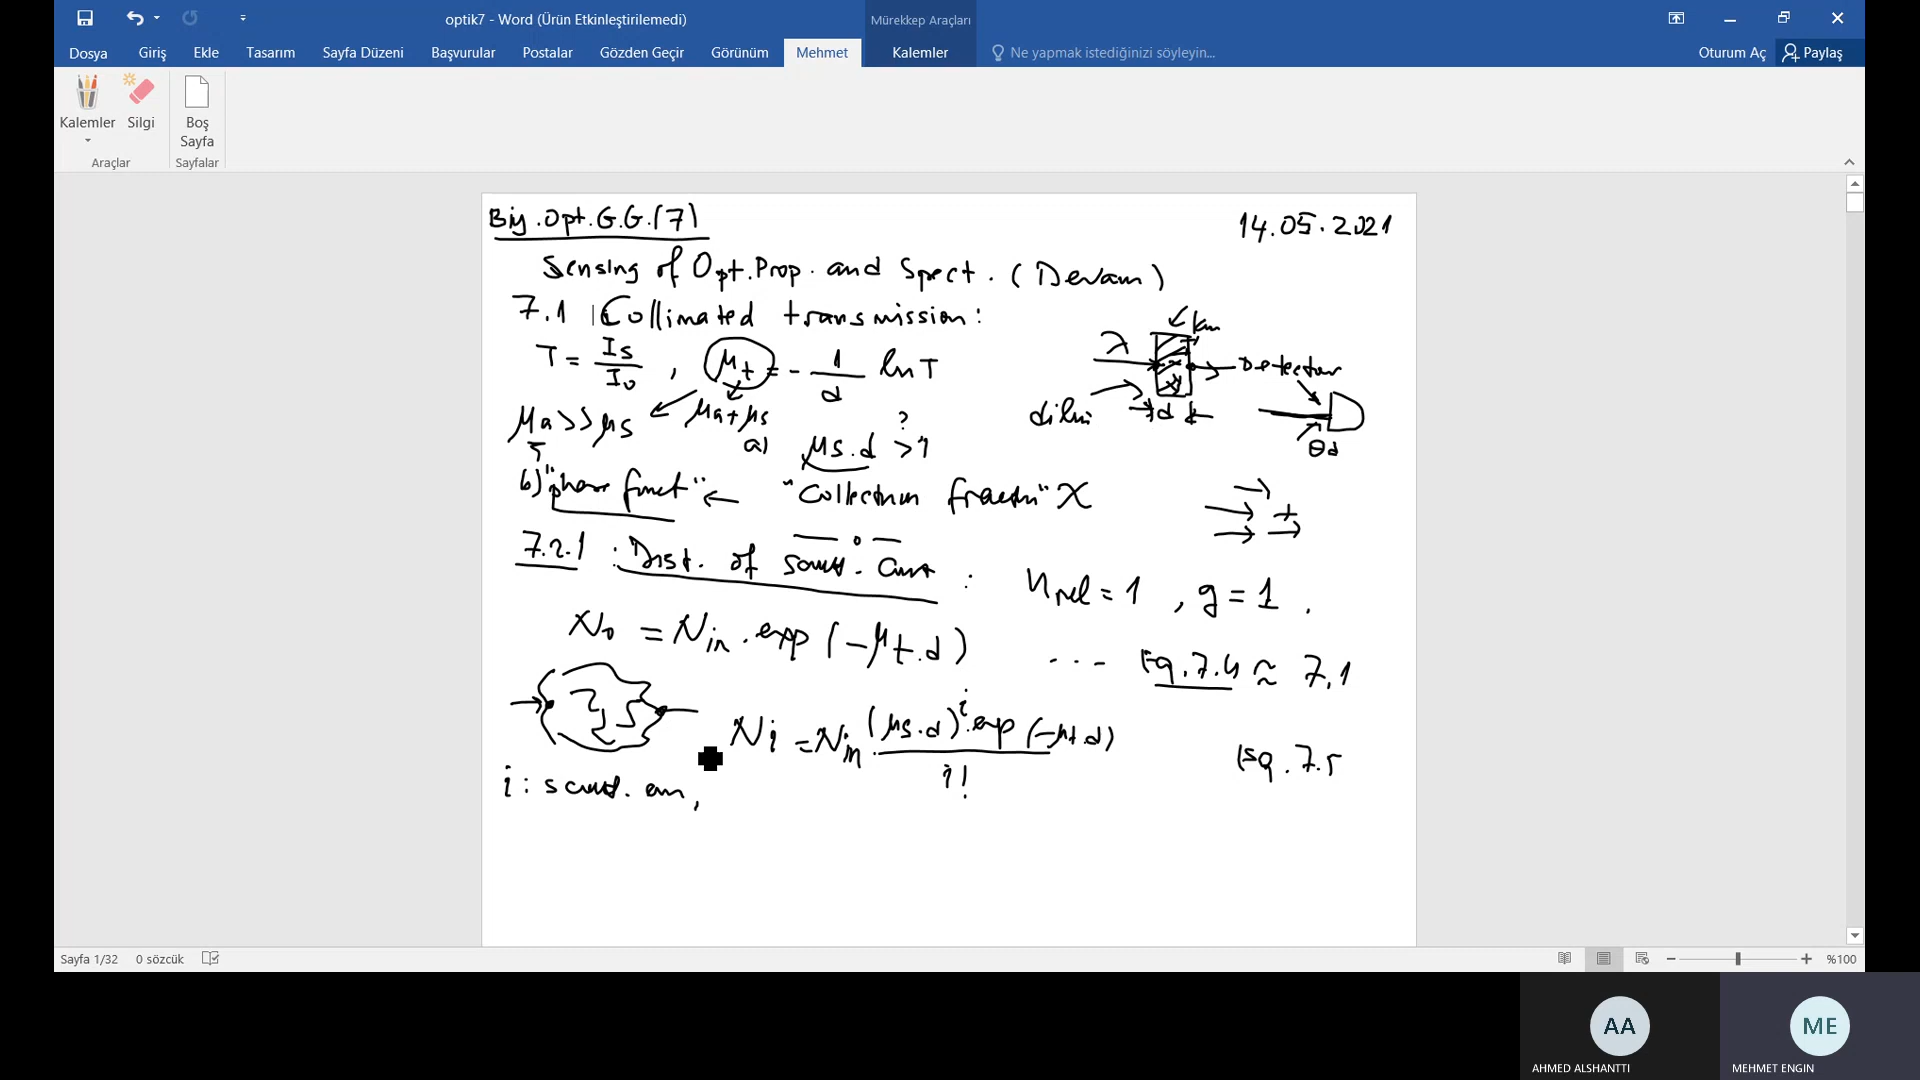 optik7 - Word (Ürün Etkinleştirilemedi)
Mürekkep Araçları
Dosya Giriş Ekle Tasarım Sayfa Düzeni Başvurular Postalar Gözden Geçir Görünüm Mehmet Kalemler Ne yapmak istediğinizi söyleyin... Oturum Aç Paylaş
Kalemler Silgi Boş Sayfa
Araçlar Sayfalar
Biy.Opt.G.G.(7) 14.05.2021
Sensing of Opt.Prop. and Spect. (Devam)
7.1 Collimated transmission:
T = Is/I0 , μt = - 1/d ln T
λ Detector
μa>>μs μa+μs
d θd
a) μs.d >1 ?
b) "phase funct" ← "Collection fraction" X
7.2.1 : Dist. of scatt. :
nrel = 1 , g = 1 .
N0 = Nin . exp (-μt.d) ... Eq.7.4 ≈ 7.1
Ni = Nin . (μs.d)^i . exp (-μt.d) / i! Eq.7.5
i : scatt.
Sayfa 1/32 0 sözcük %100
AA ME
AHMED ALSHANTTI MEHMET ENGIN